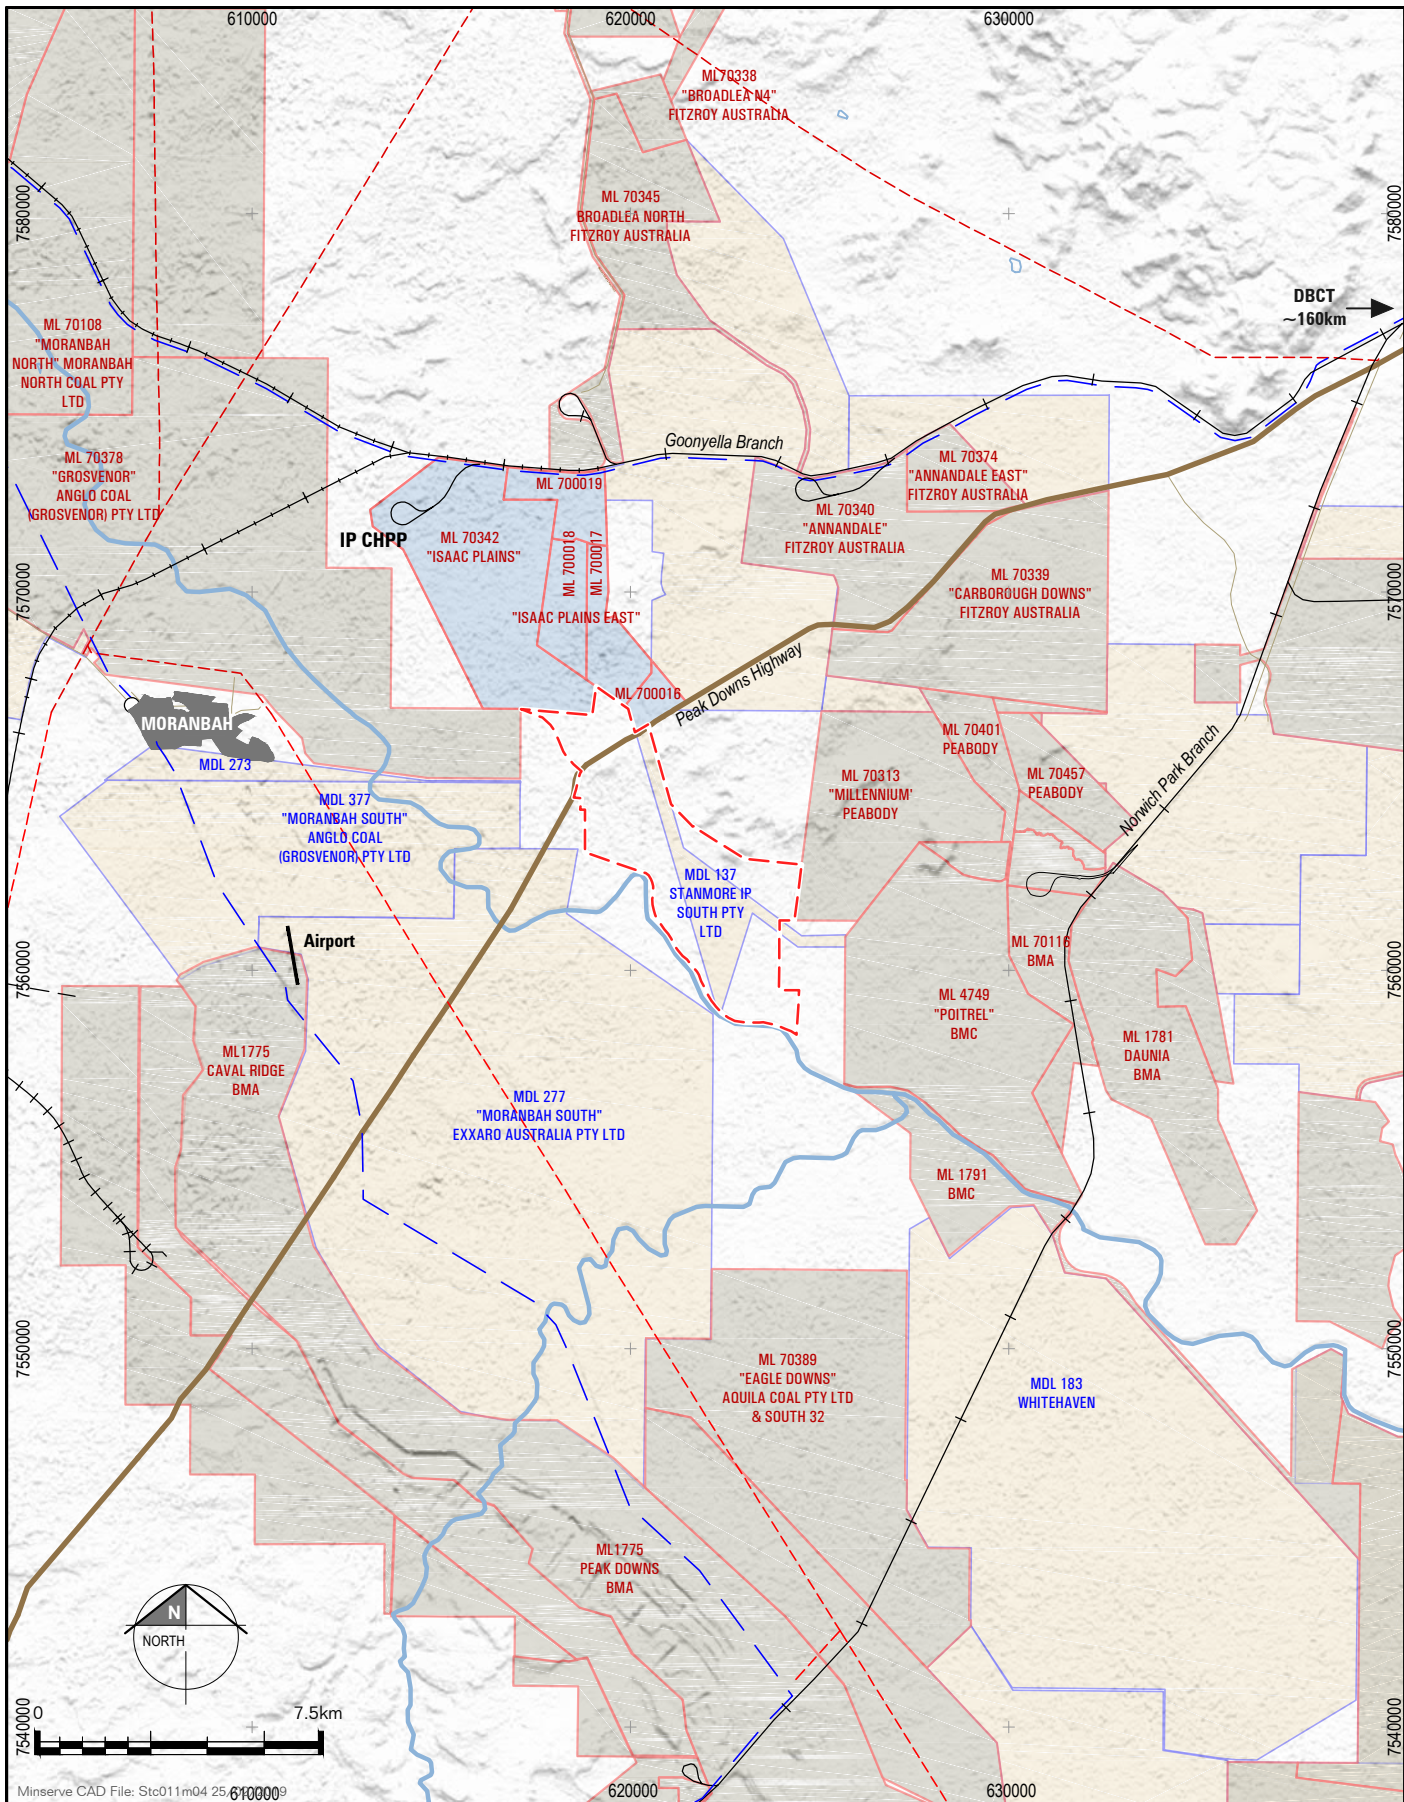 610000
620000
630000
ML70338
"BROADLEA N4"
FITZROY AUSTRALIA
7580000
7580000
ML 70345
BROADLEA NORTH
FITZROY AUSTRALIA
DBCT
~160km
ML 70108
"MORANBAH
NORTH" MORANBAH
NORTH COAL PTY
LTD
Goonyella Branch
ML 70378
"GROSVENOR"
ANGLO COAL
(GROSVENOR) PTY LTD
ML 70374
"ANNANDALE EAST"
FITZROY AUSTRALIA
ML 700019
ML 70340
"ANNANDALE"
FITZROY AUSTRALIA
IP CHPP
ML 70342
"ISAAC PLAINS"
ML 700018
ML 700017
7570000
7570000
ML 70339
"CARBOROUGH DOWNS"
FITZROY AUSTRALIA
"ISAAC PLAINS EAST"
ML 700016
Peak Downs Highway
MORANBAH
MDL 273
ML 70401
PEABODY
ML 70313
"MILLENNIUM'
PEABODY
ML 70457
PEABODY
Norwich Park Branch
MDL 377
"MORANBAH SOUTH"
ANGLO COAL
(GROSVENOR) PTY LTD
MDL 137
STANMORE IP
SOUTH PTY
LTD
Airport
ML 70116
BMA
7560000
7560000
ML 4749
"POITREL"
BMC
ML1775
CAVAL RIDGE
BMA
ML 1781
DAUNIA
BMA
MDL 277
"MORANBAH SOUTH"
EXXARO AUSTRALIA PTY LTD
ML 1791
BMC
7550000
7550000
ML 70389
"EAGLE DOWNS"
AQUILA COAL PTY LTD
& SOUTH 32
MDL 183
WHITEHAVEN
ML1775
PEAK DOWNS
BMA
N
NORTH
0
7.5km
7540000
7540000
Minserve CAD File: Stc011m04 25/
610000
620000
630000